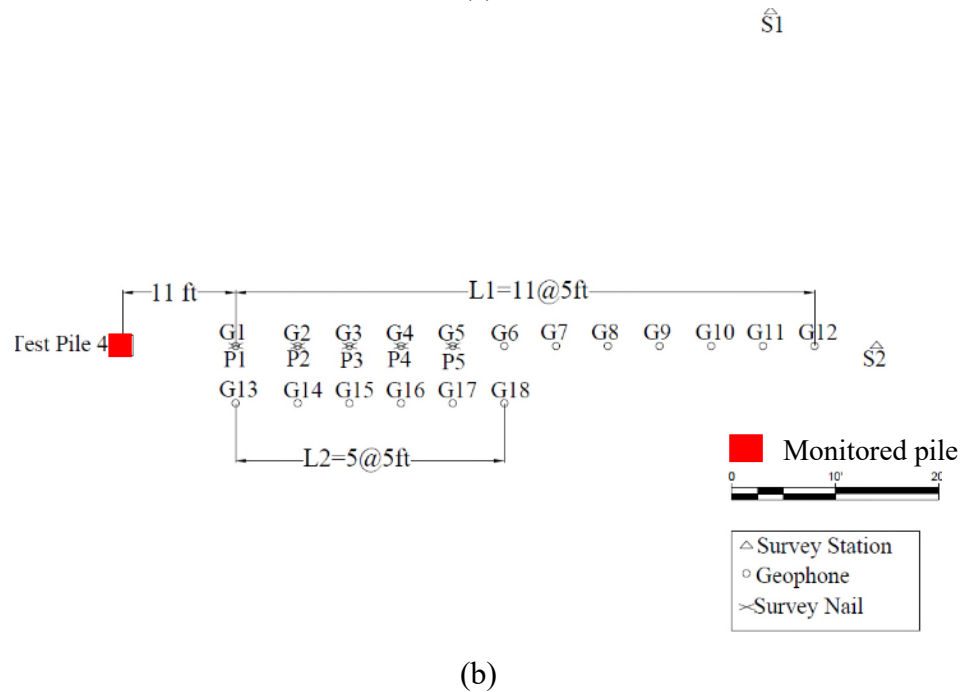 S1
11 ft
L1=11@5ft
Test Pile 4
G1 G2 G3 G4 G5 G6 G7 G8 G9 G10 G11 G12
P1 P2 P3 P4 P5
S2
G13 G14 G15 G16 G17 G18
L2=5@5ft
Monitored pile
0 10' 20
Survey Station
Geophone
Survey Nail
(b)